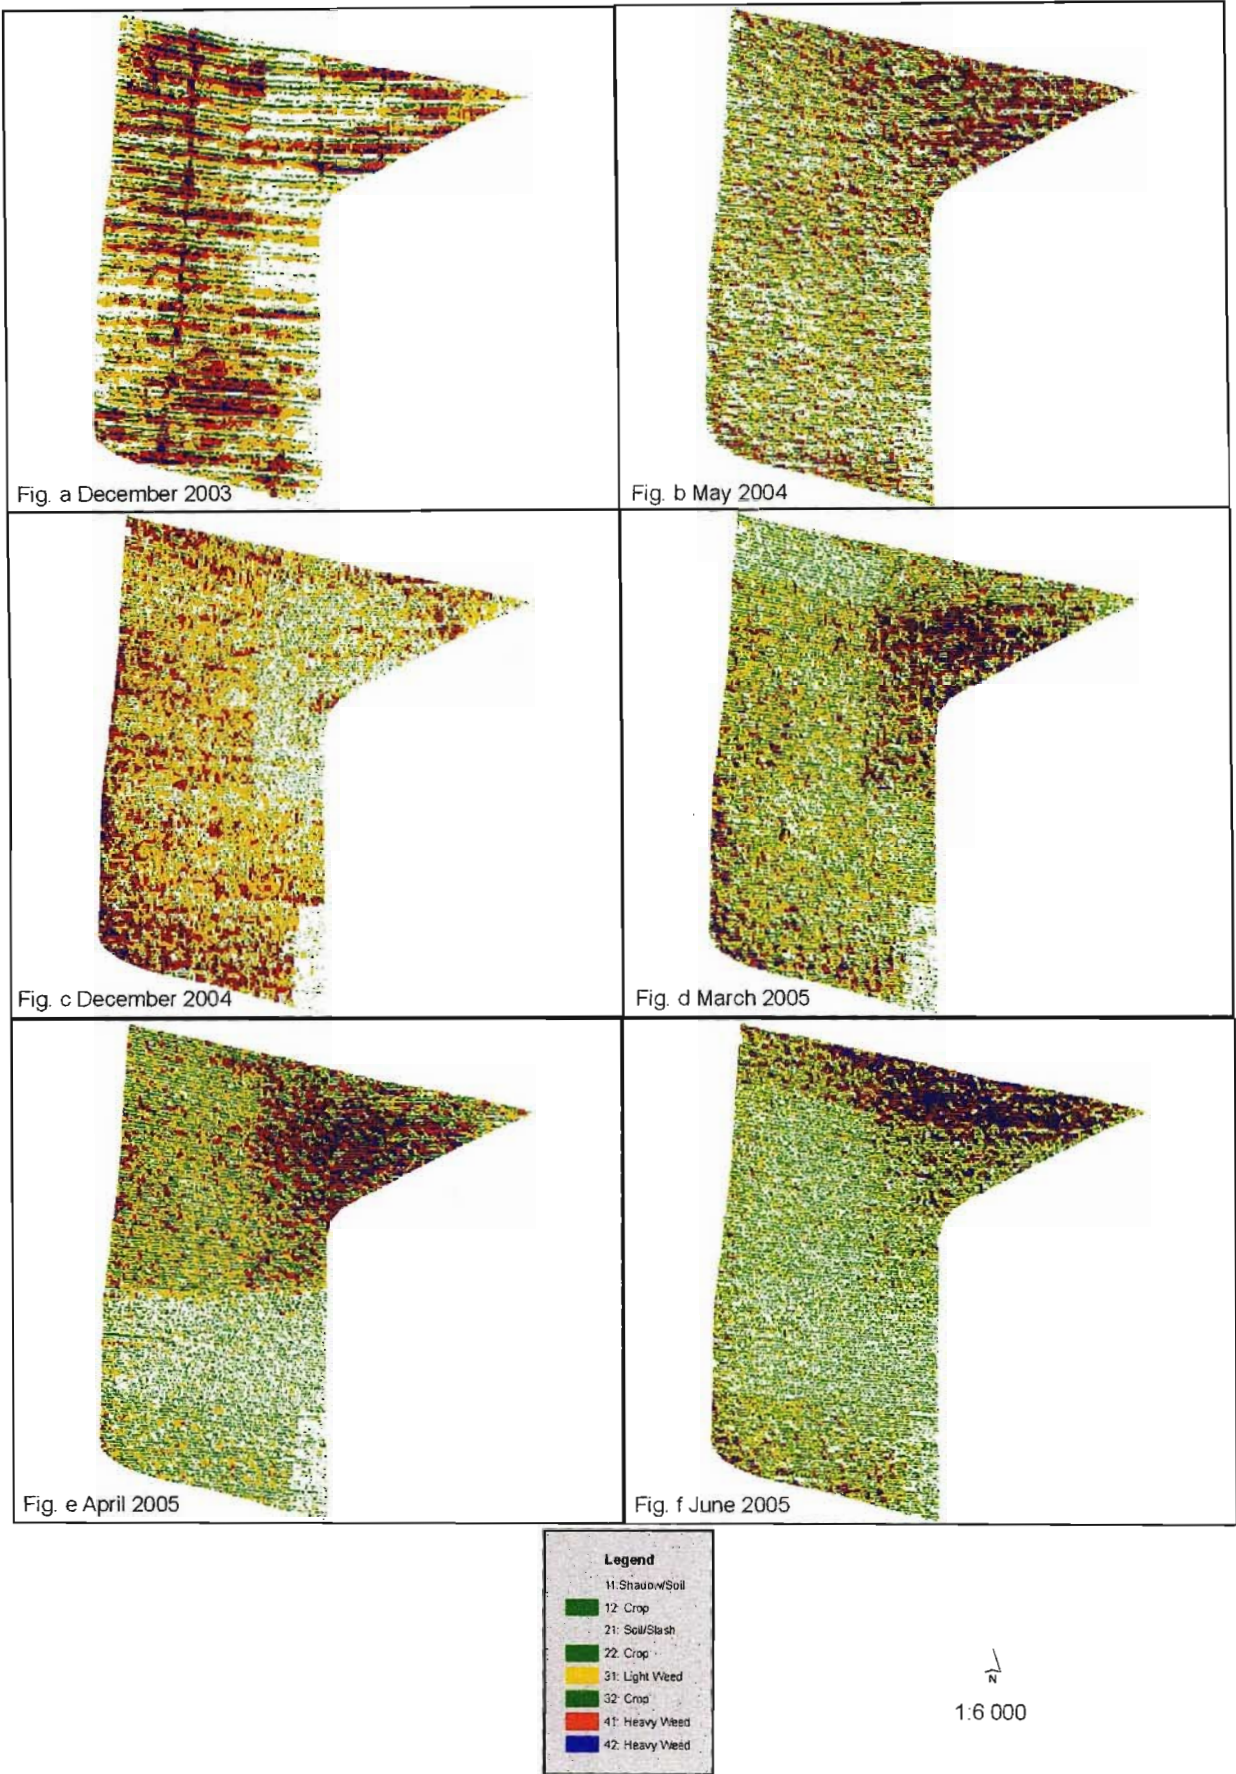 Fig. a December 2003
Fig. b May 2004
Fig. c December 2004
Fig. d March 2005
Fig. e April 2005
Fig. f June 2005
Legend
11: Shadow/Soil
12: Crop
21: Soil/Slash
22: Crop
31: Light Weed
32: Crop
41: Heavy Weed
42: Heavy Weed
N
1:6 000